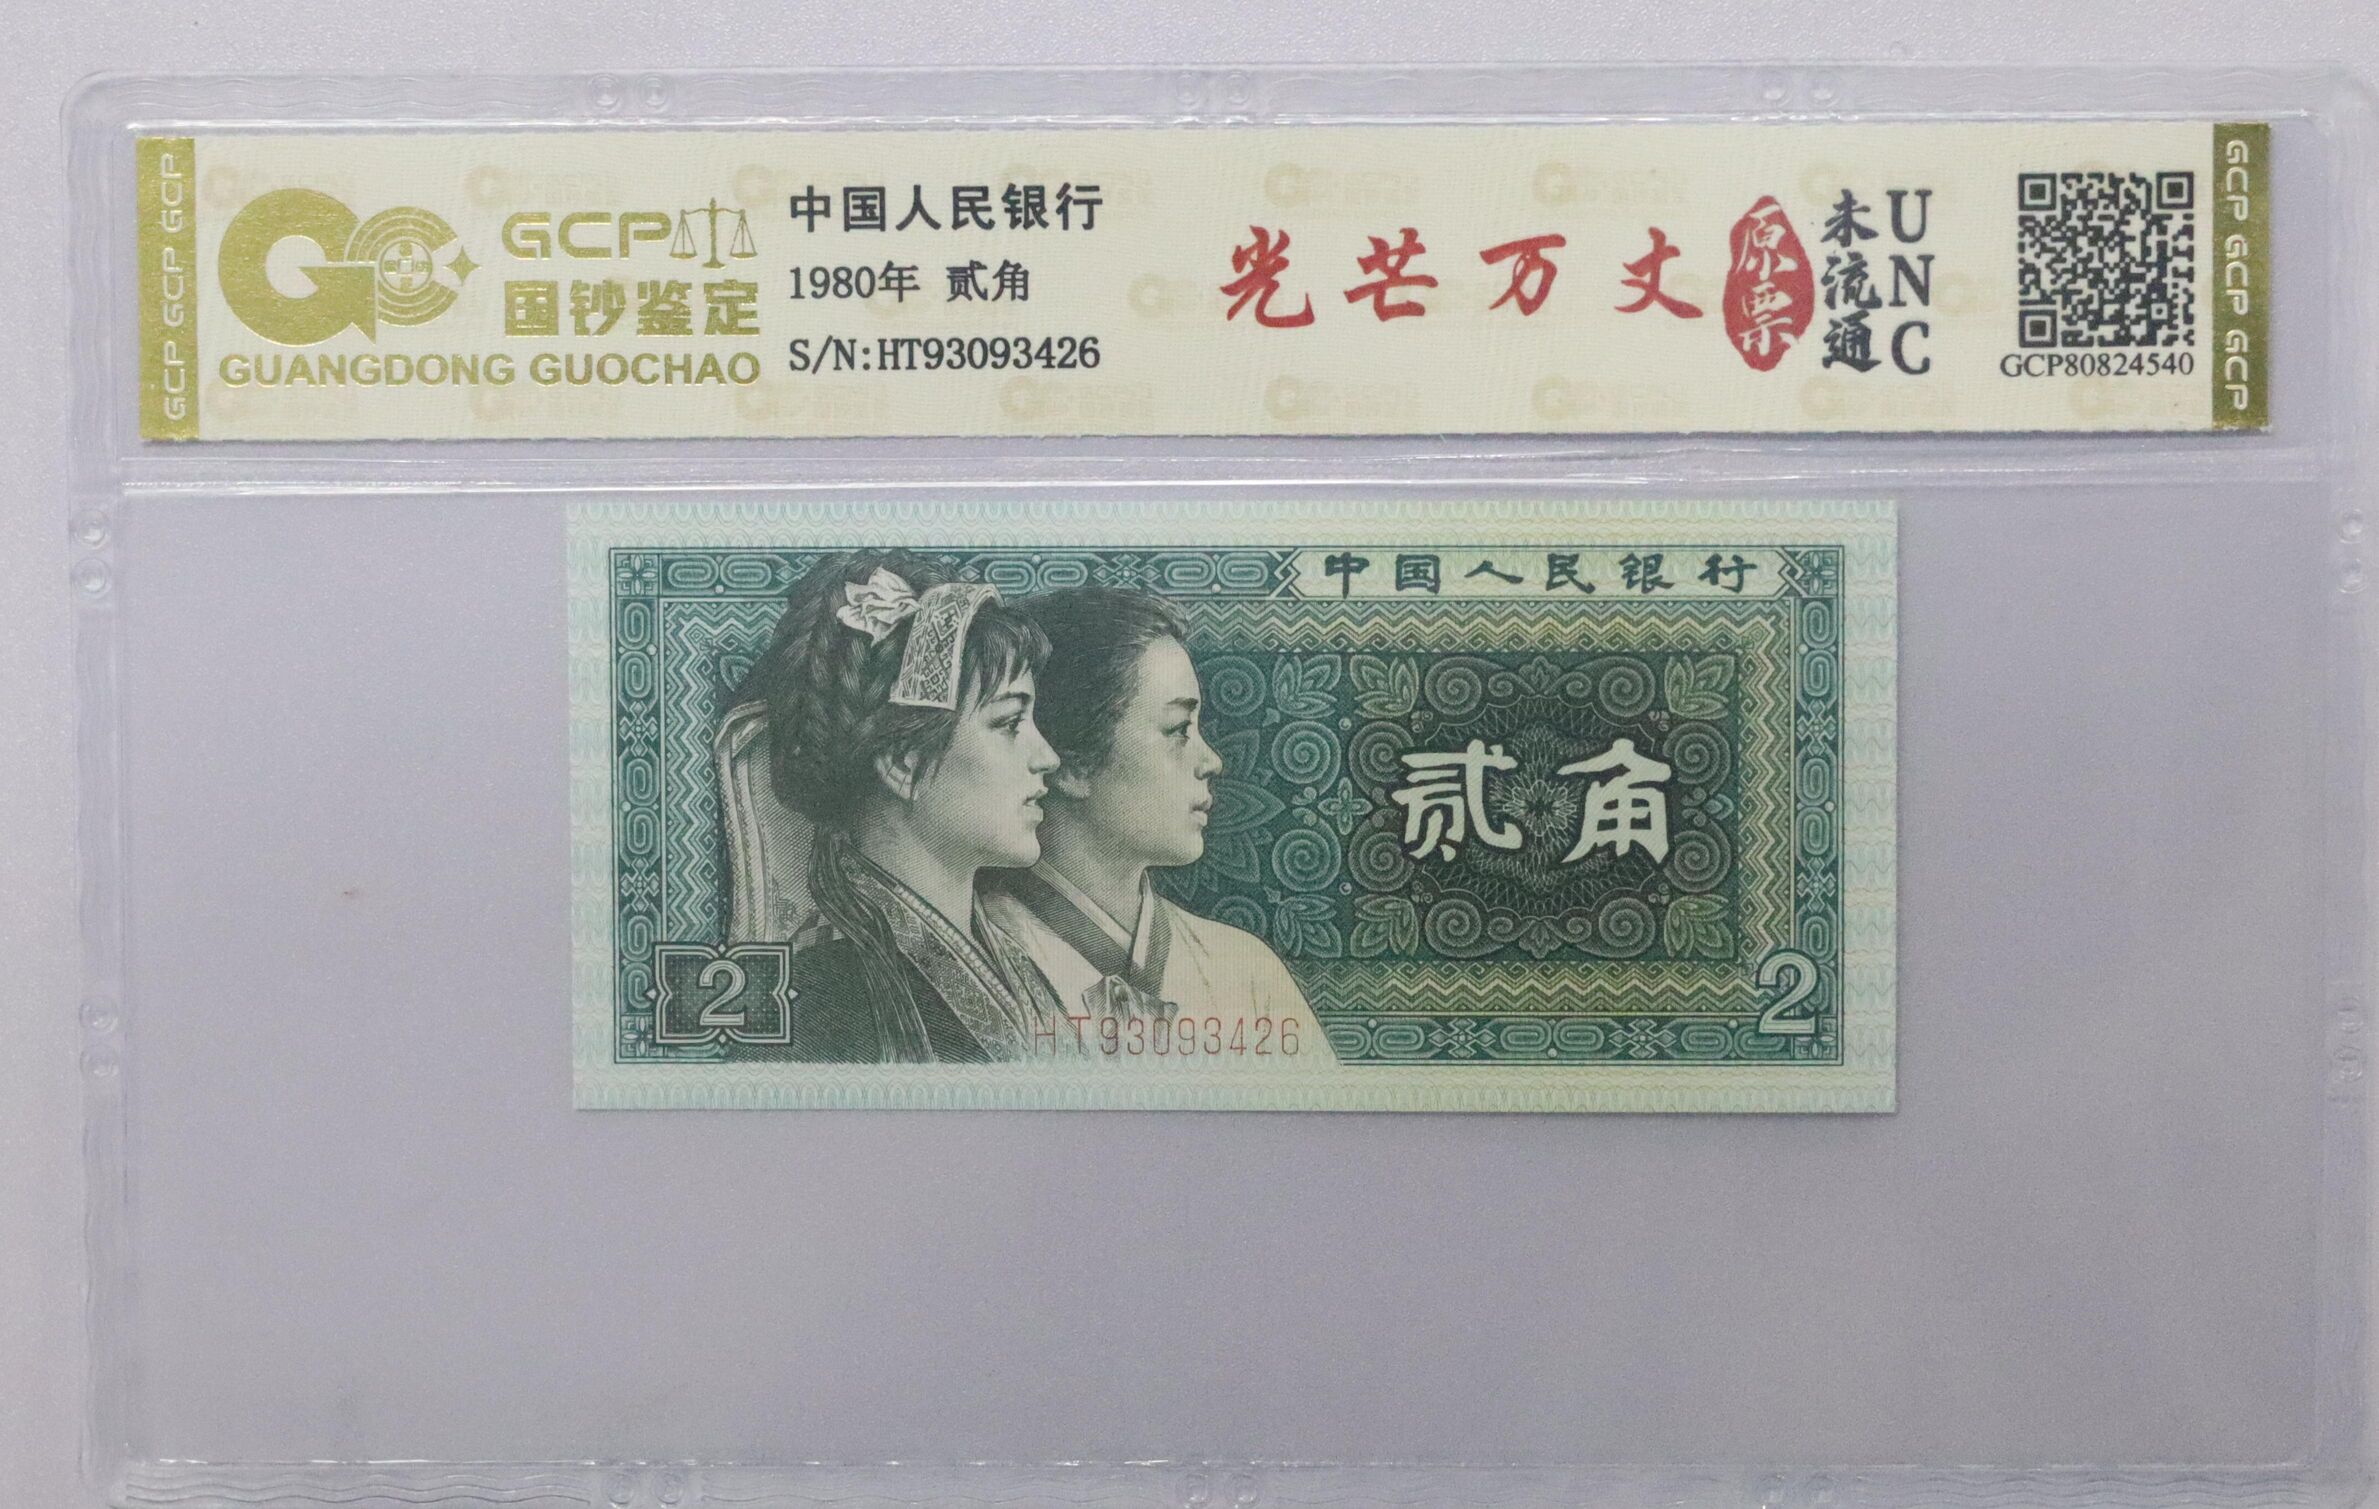 GCP GCP GCP
GCP
国钞鉴定
GUANGDONG GUOCHAO
中国人民银行
1980年 贰角
S/N:HT93093426
光芒万丈
原票
未流通
UNC
GCP80824540
GCP GCP GCP
中国人民银行
贰角
2
2
HT93093426